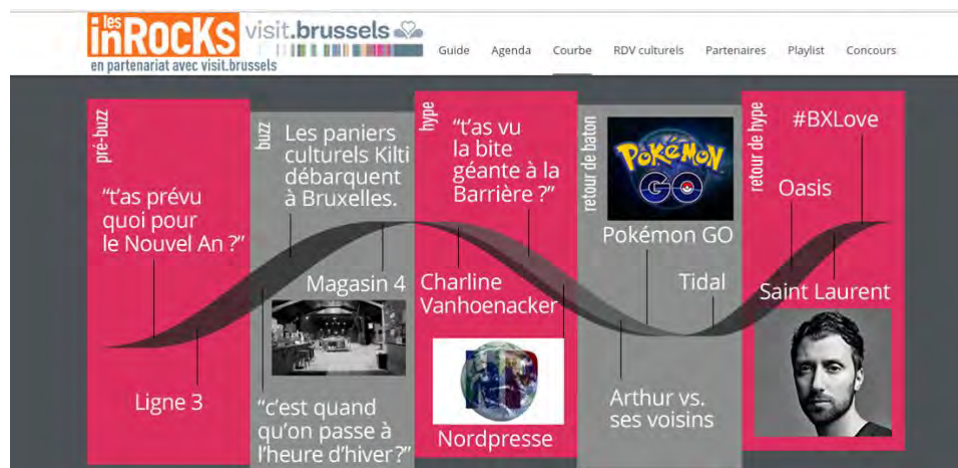 les
inROCKS
en partenariat avec visit.brussels
visit.brussels
Guide
Agenda
Courbe
RDV culturels
Partenaires
Playlist
Concours
pré-buzz
“t’as prévu
quoi pour
le Nouvel An ?”
Ligne 3
buzz
Les paniers
culturels Kilti
débarquent
à Bruxelles.
Magasin 4
“c’est quand
qu’on passe à
l’heure d’hiver ?”
hype
“t’as vu
la bite
géante à la
Barrière ?”
Charline
Vanhoenacker
Nordpresse
retour de baton
POKéMON
GO
Pokémon GO
Tidal
Arthur vs.
ses voisins
retour de hype
#BXLove
Oasis
Saint Laurent